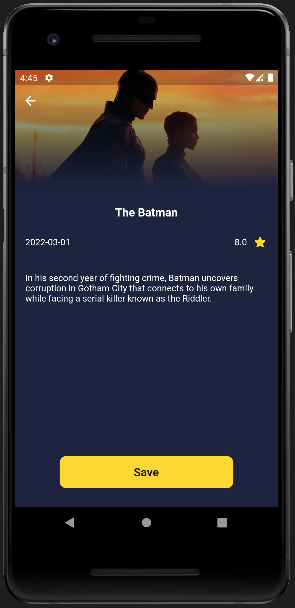 4:45
The Batman
2022-03-01
8.0
In his second year of fighting crime, Batman uncovers
corruption in Gotham City that connects to his own family
while facing a serial killer known as the Riddler.
Save